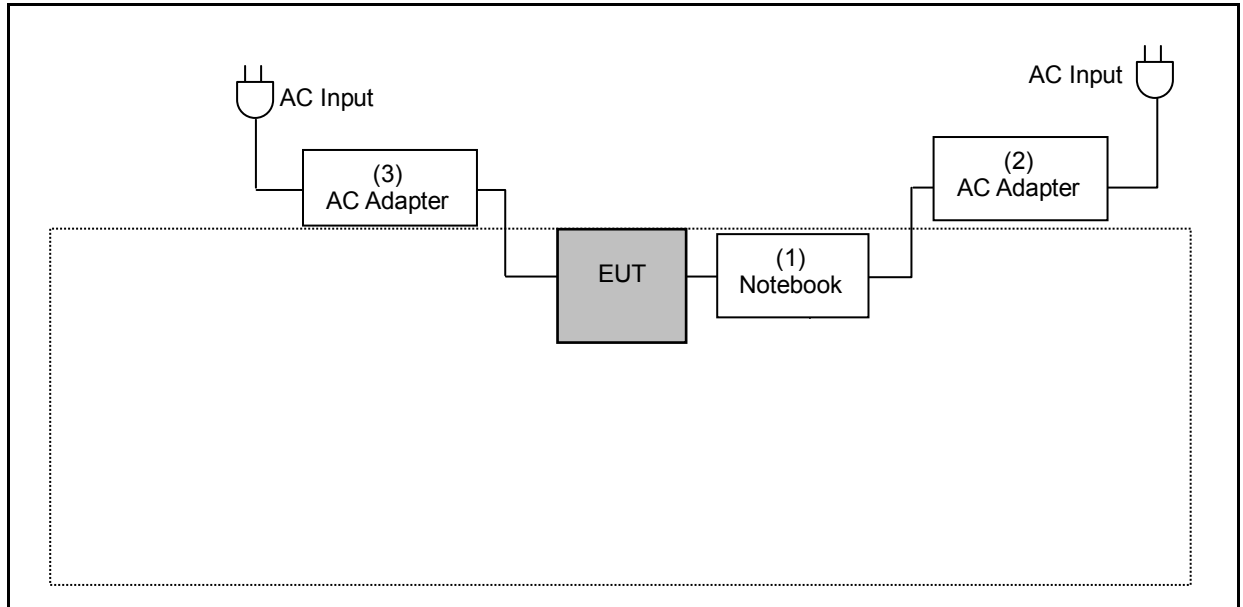 AC Input
AC Input
(3)
AC Adapter
(2)
AC Adapter
EUT
(1)
Notebook